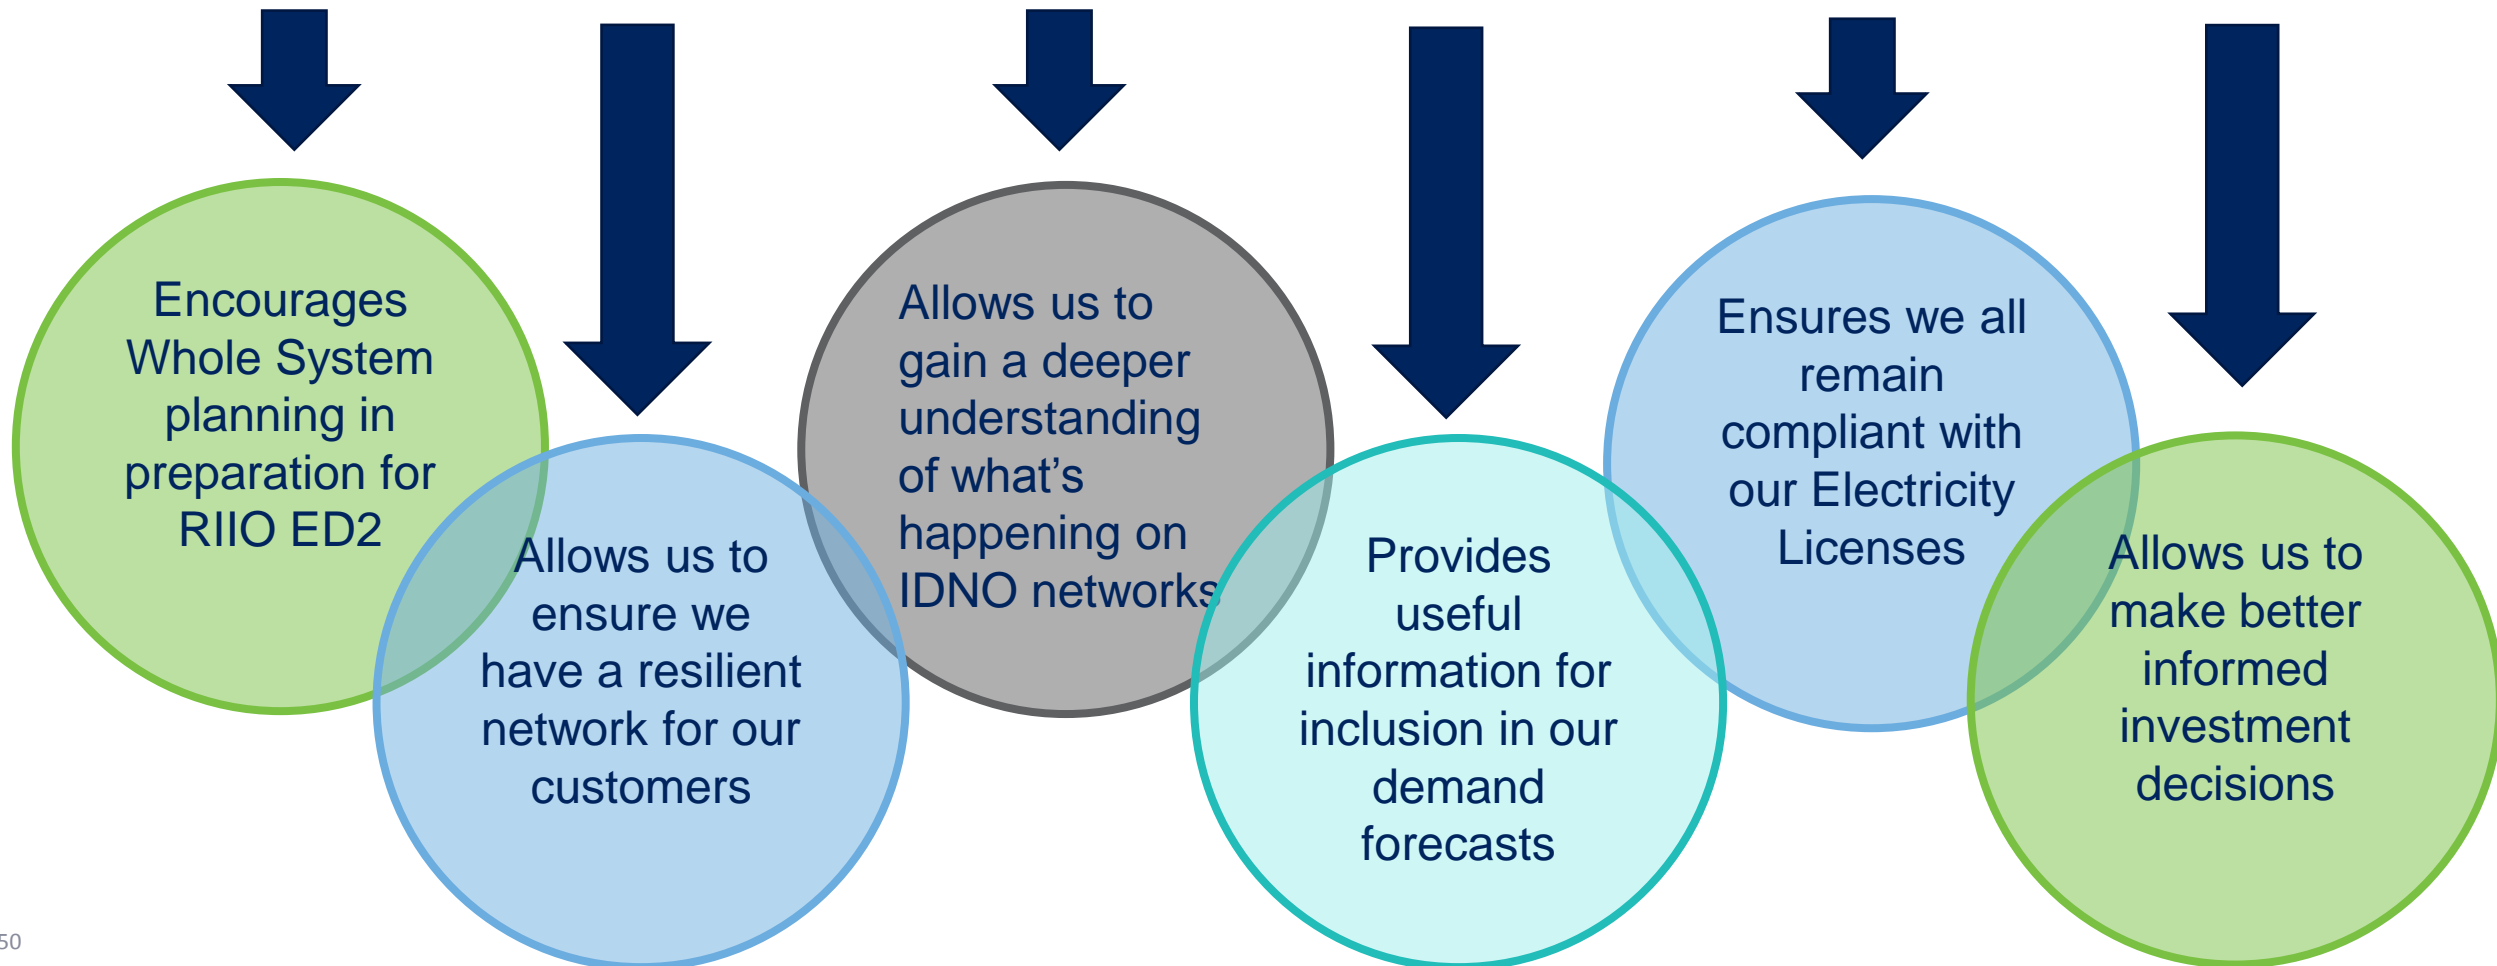 Encourages
Whole System
planning in
preparation for
RIIO ED2
Allows us to
ensure we
have a resilient
network for our
customers
Allows us to
gain a deeper
understanding
of what’s
happening on
IDNO networks
Provides
useful
information for
inclusion in our
demand
forecasts
Ensures we all
remain
compliant with
our Electricity
Licenses
Allows us to
make better
informed
investment
decisions
50